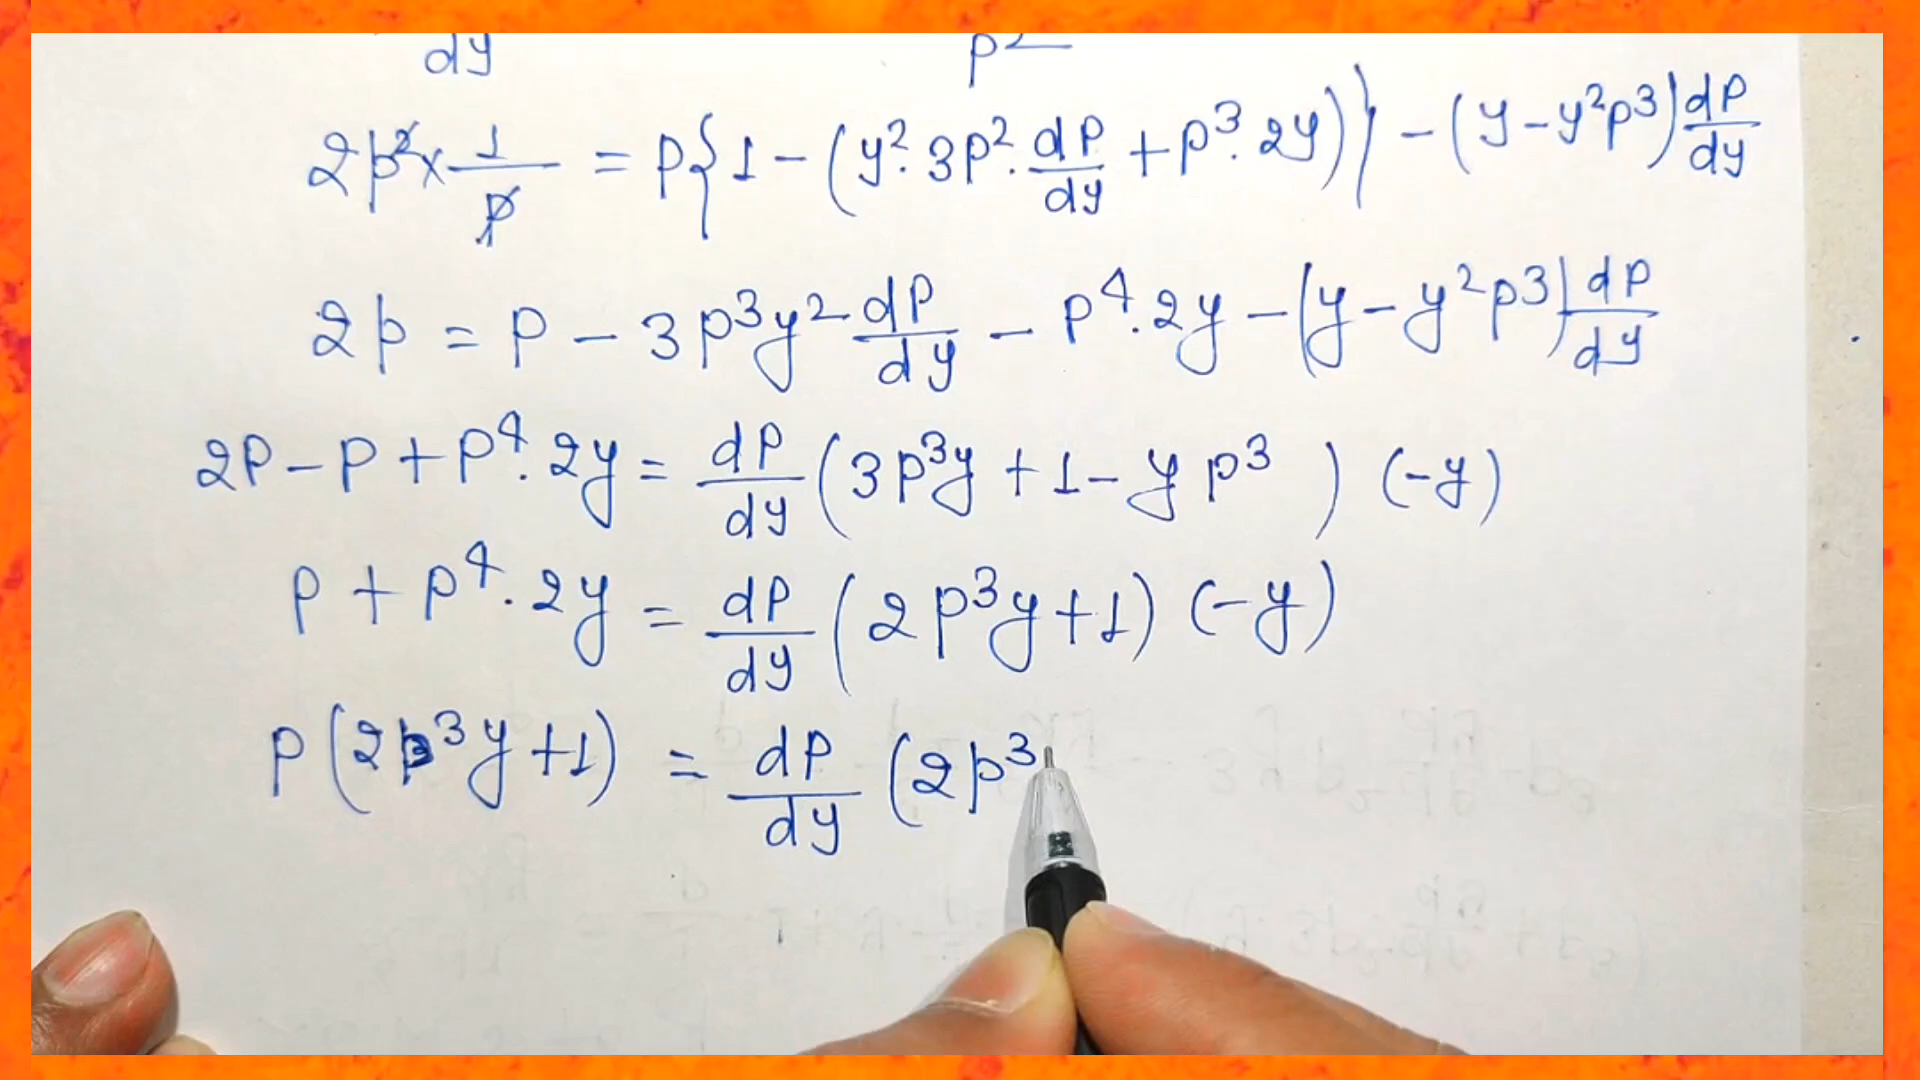 dy p²
2p² × 1/p = p{1 - (y².3p².dp/dy + p³.2y)} - (y - y²p³) dp/dy
2p = p - 3p³y² dp/dy - p⁴.2y - (y - y²p³) dp/dy
2p - p + p⁴.2y = dp/dy (3p³y + 1 - yp³) (-y)
p + p⁴.2y = dp/dy (2p³y + 1) (-y)
p(2p³y + 1) = dp/dy (2p³